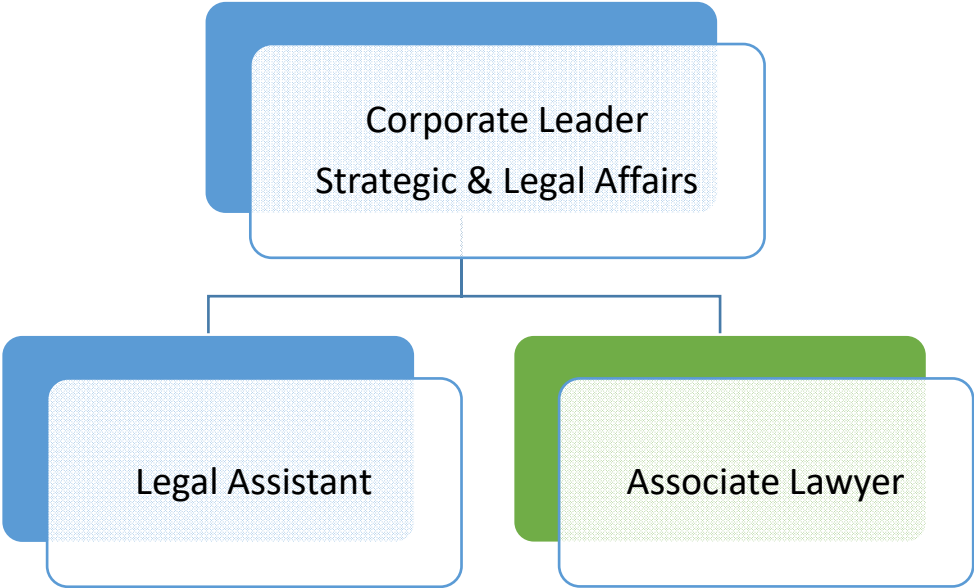 Corporate Leader
Strategic & Legal Affairs
Legal Assistant
Associate Lawyer